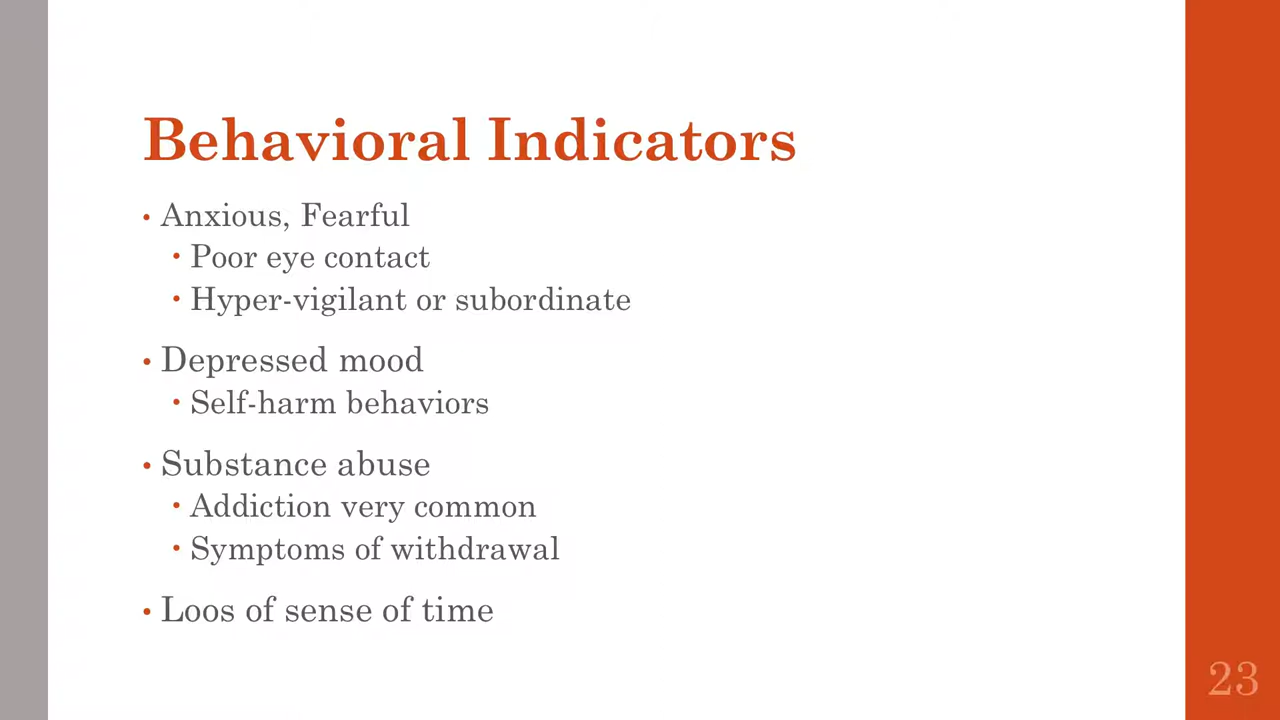 Behavioral Indicators
• Anxious, Fearful
• Poor eye contact
• Hyper-vigilant or subordinate
• Depressed mood
• Self-harm behaviors
• Substance abuse
• Addiction very common
• Symptoms of withdrawal
• Loos of sense of time
23